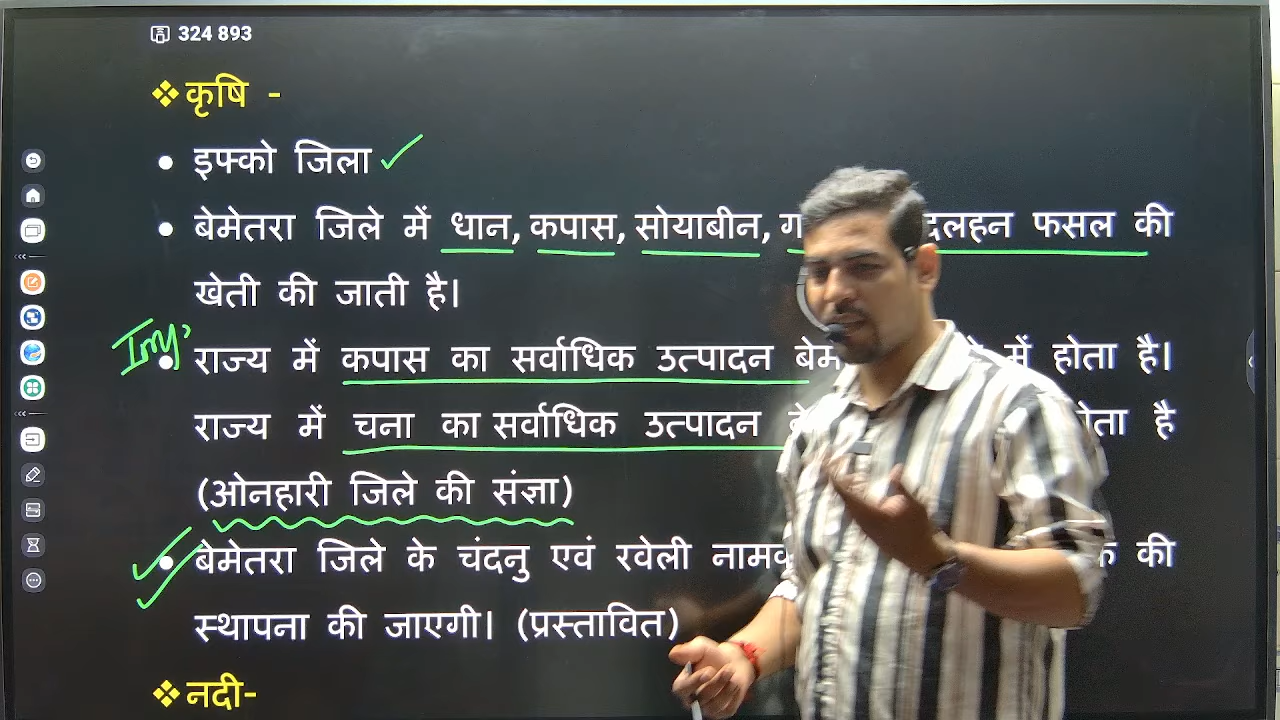 324 893
❖ कृषि -
• इफ्को जिला
• बेमेतरा जिले में धान, कपास, सोयाबीन, दलहन फसल की
खेती की जाती है।
Imp
• राज्य में कपास का सर्वाधिक उत्पादन में होता है।
राज्य में चना का सर्वाधिक उत्पादन है
(ओनहारी जिले की संज्ञा)
• बेमेतरा जिले के चंदनु एवं रवेली की
स्थापना की जाएगी। (प्रस्तावित)
❖ नदी-